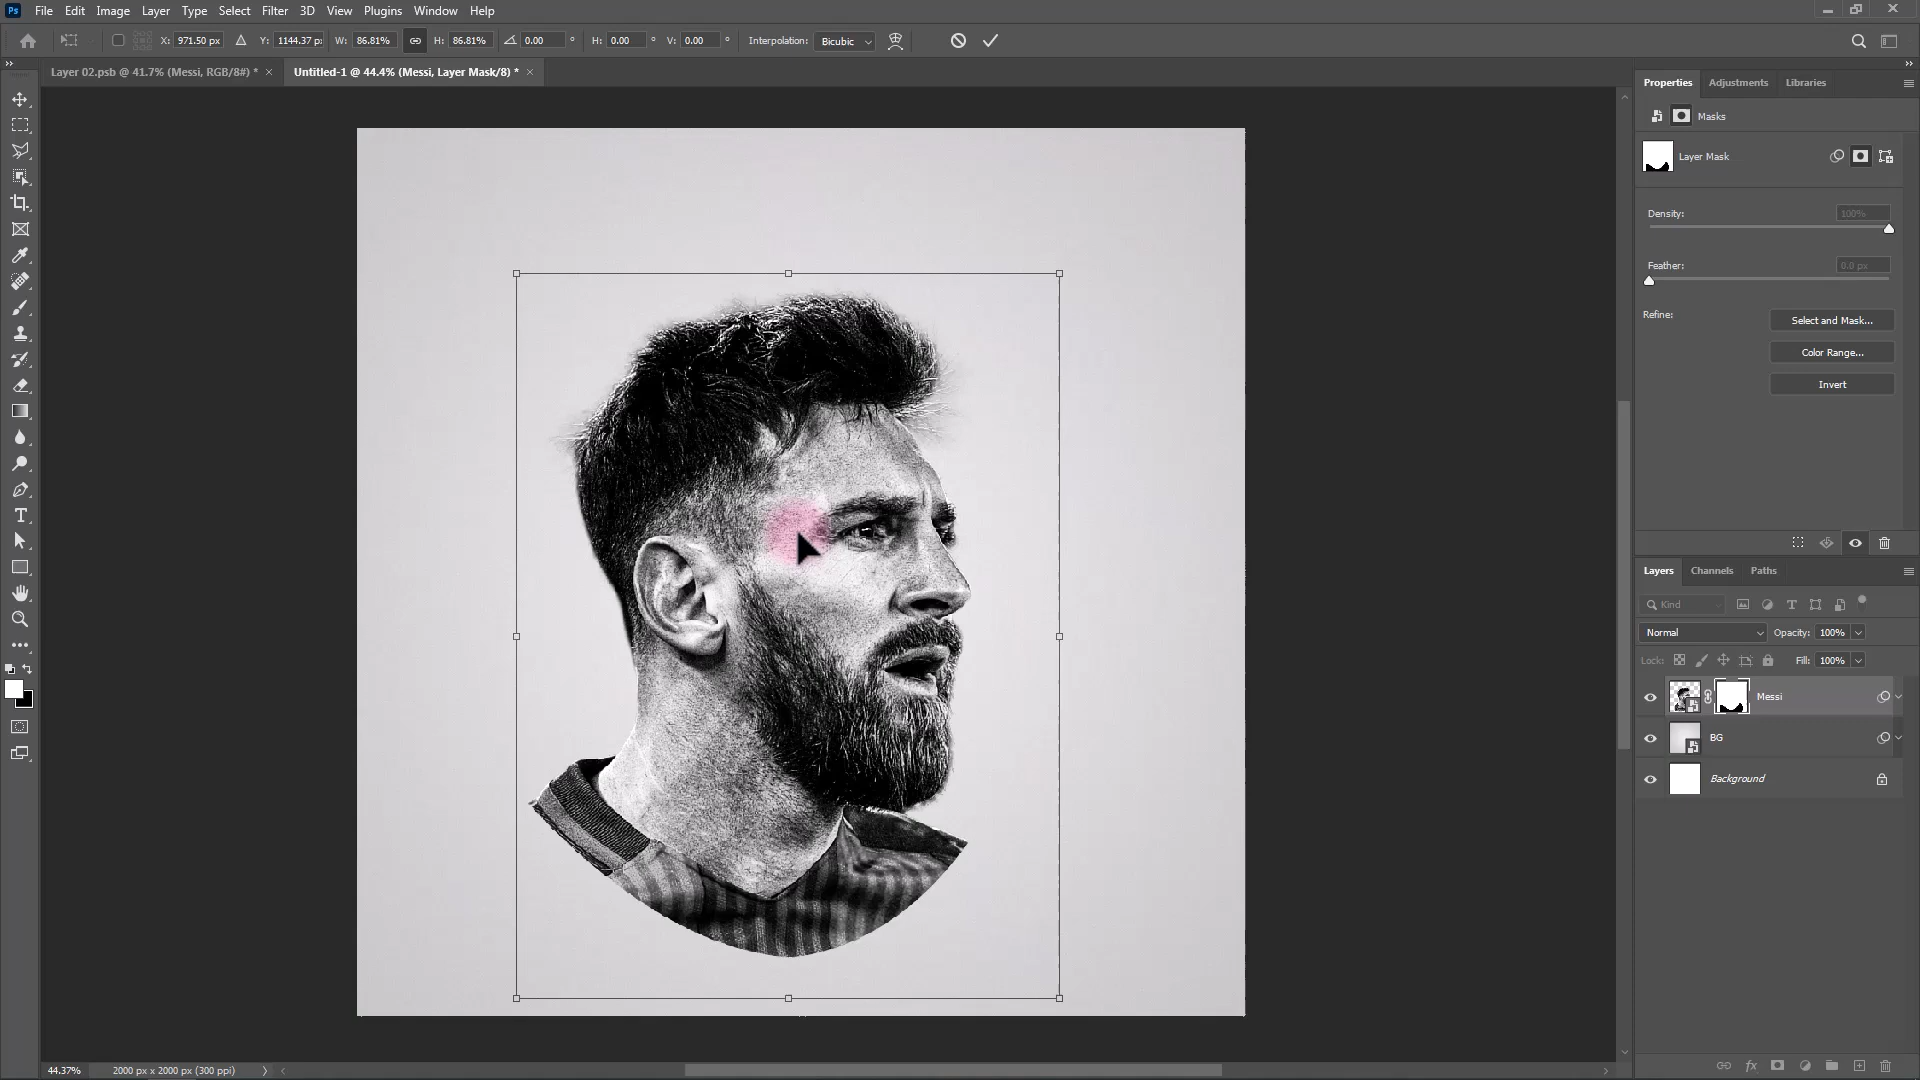 Ps File Edit Image Layer Type Select Filter 3D View Plugins Window Help
X: 971.50 px Y: 1144.37 p: W: 86.81% H: 86.81% 0.00 ° H: 0.00 ° V: 0.00 ° Interpolation: Bicubic
Layer 02.psb @ 41.7% (Messi, RGB/8#) * × Untitled-1 @ 44.4% (Messi, Layer Mask/8) * ×
Properties Adjustments Libraries
Masks
Layer Mask
Density: 100%
Feather: 0.0 px
Refine: Select and Mask...
Color Range...
Invert
Layers Channels Paths
Kind
Normal Opacity: 100%
Lock: Fill: 100%
Messi
BG
Background
44.37% 2000 px x 2000 px (300 ppi)